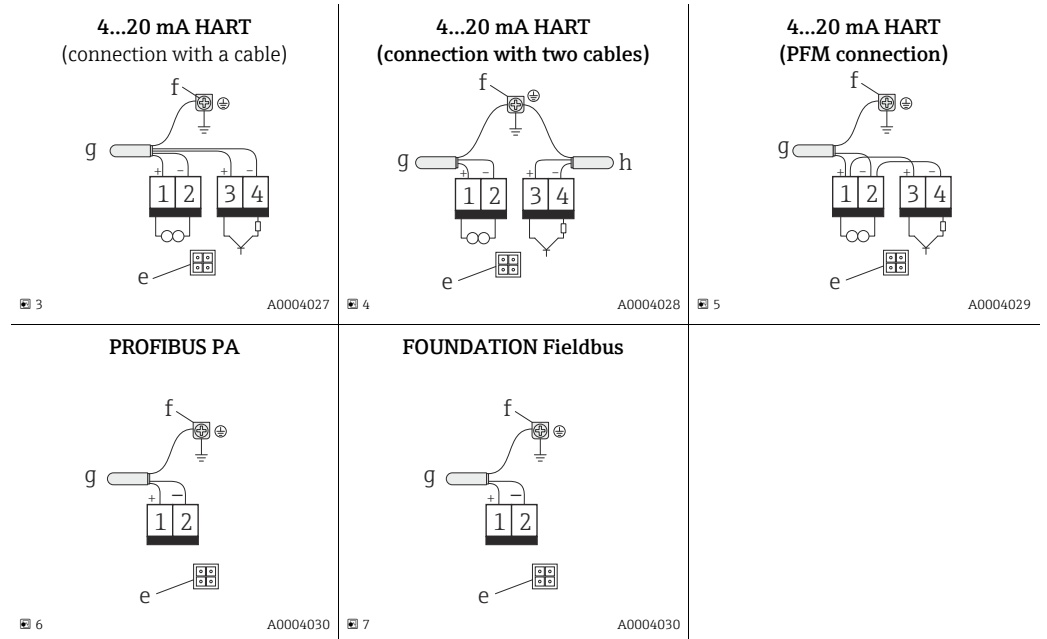 4...20 mA HART
(connection with a cable)
f
g
+ −
1 2 3 4
e
3 A0004027
4...20 mA HART
(connection with two cables)
f
g h
+ − + −
1 2 3 4
e
4 A0004028
4...20 mA HART
(PFM connection)
f
g
+ − + −
1 2 3 4
e
5 A0004029
PROFIBUS PA
f
g
+ −
1 2
e
6 A0004030
FOUNDATION Fieldbus
f
g
+ −
1 2
e
7 A0004030